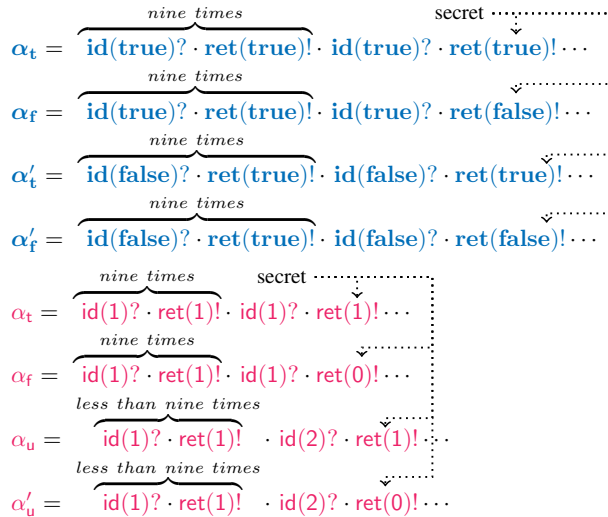 nine times secret
α_t = id(true)? · ret(true)! · id(true)? · ret(true)! ···
nine times
α_f = id(true)? · ret(true)! · id(true)? · ret(false)! ···
nine times
α′_t = id(false)? · ret(true)! · id(false)? · ret(true)! ···
nine times
α′_f = id(false)? · ret(true)! · id(false)? · ret(false)! ···
nine times secret
α_t = id(1)? · ret(1)! · id(1)? · ret(1)! ···
nine times
α_f = id(1)? · ret(1)! · id(1)? · ret(0)! ···
less than nine times
α_u = id(1)? · ret(1)! · id(2)? · ret(1)! ···
less than nine times
α′_u = id(1)? · ret(1)! · id(2)? · ret(0)! ···